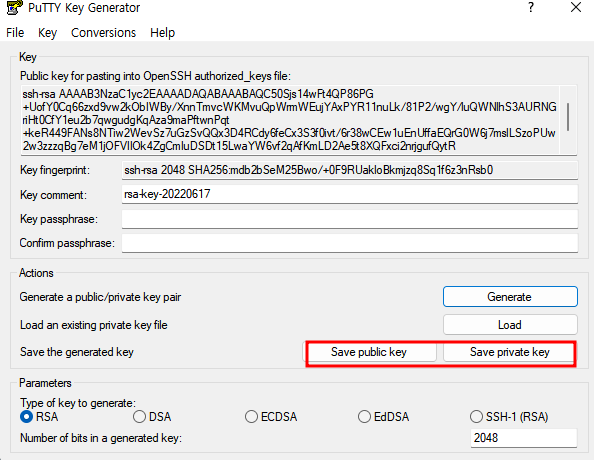 PuTTY Key Generator
File Key Conversions Help
Key
Public key for pasting into OpenSSH authorized_keys file:
ssh-rsa AAAAB3NzaC1yc2EAAAADAQABAAABAQC50Sjs14wRt4QP86PG
+UofY0Cq66zxd9vw2kObIWBy/XnnTmvcWKMvuQpWrmWEujYAxPYR11nuLk/81P2/wgY/luQWNlhS3AURNG
riHt0CfY1eu2b7qwgudgKqAza9maPftwnPqt
+keR449FANs8NTiw2WevSz7uGzSvQQx3D4RCdy6feCx3S3f0ivt/6r38wCEw1uEnUffaEQrG0W6j7mslLSzoPUw
2w3zzzqBg7eM1jOFVIlOk4ZgCmluDSDt15LwaYW6vf2qAfKmLD2Ae5t8XQFxci2nrjgufQytR
Key fingerprint: ssh-rsa 2048 SHA256:mdb2bSeM25Bwo/+0F9RUakloBkmjzq8Sq1f6z3nRsb0
Key comment: rsa-key-20220617
Key passphrase:
Confirm passphrase:
Actions
Generate a public/private key pair Generate
Load an existing private key file Load
Save the generated key Save public key Save private key
Parameters
Type of key to generate:
RSA DSA ECDSA EdDSA SSH-1 (RSA)
Number of bits in a generated key: 2048